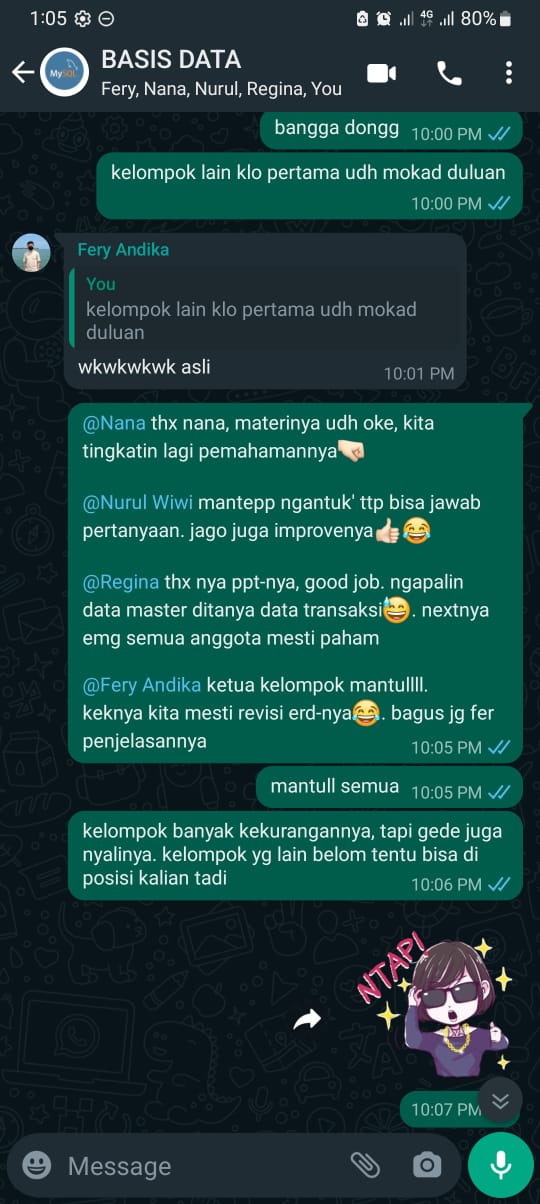 1:05 4G 80%
BASIS DATA
MySQL
Fery, Nana, Nurul, Regina, You
bangga dongg 10:00 PM
kelompok lain klo pertama udh mokad duluan
10:00 PM
Fery Andika
You
kelompok lain klo pertama udh mokad
duluan
wkwkwkwk asli
10:01 PM
@Nana thx nana, materinya udh oke, kita
tingkatin lagi pemahamannya🤜🏻
@Nurul Wiwi mantepp ngantuk' ttp bisa jawab
pertanyaan. jago juga improvenya👍🏻😂
@Regina thx nya ppt-nya, good job. ngapalin
data master ditanya data transaksi😅. nextnya
emg semua anggota mesti paham
@Fery Andika ketua kelompok mantullll.
keknya kita mesti revisi erd-nya😂. bagus jg fer
penjelasannya
10:05 PM
mantull semua 10:05 PM
kelompok banyak kekurangannya, tapi gede juga
nyalinya. kelompok yg lain belom tentu bisa di
posisi kalian tadi
10:06 PM
NTAPI
10:07 PM
Message